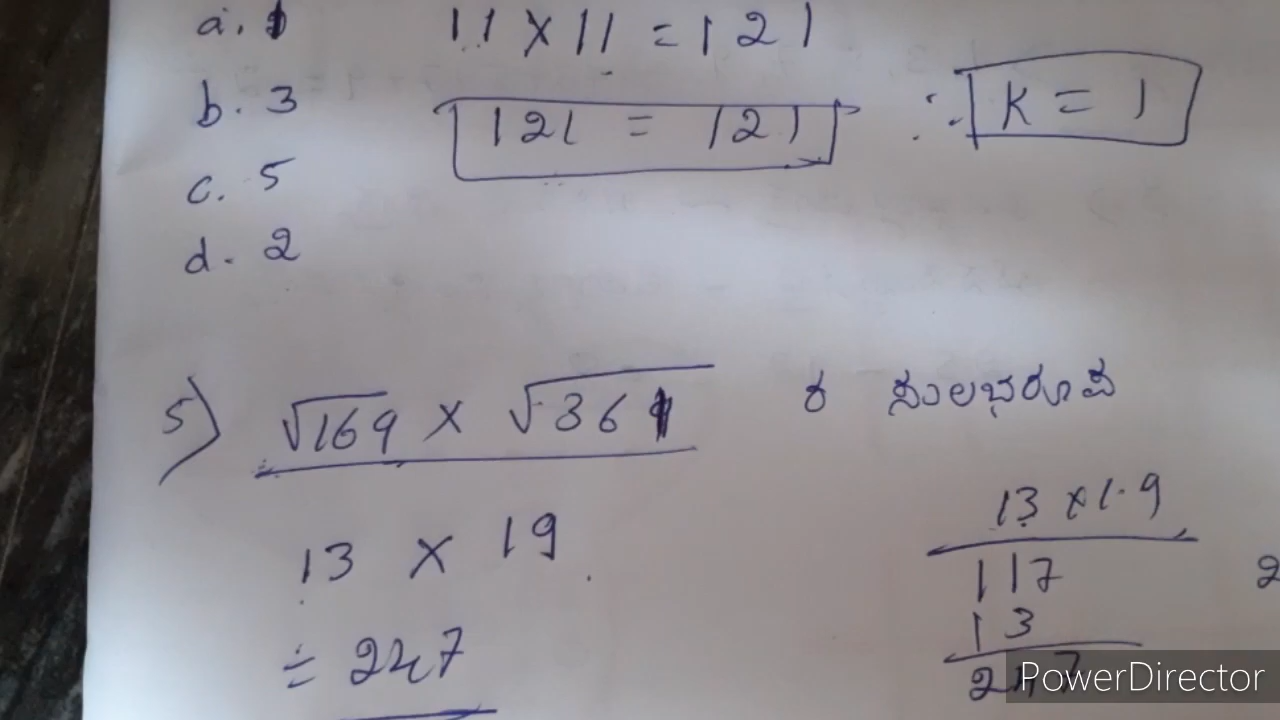 a. 1 11 x 11 = 121
b. 3 121 = 121 ∴ K = 1
c. 5
d. 2
5) √169 x √361 ರ ಸುಲಭರೂಪ
13 x 19
13 x 19
117
= 247
13
247
PowerDirector